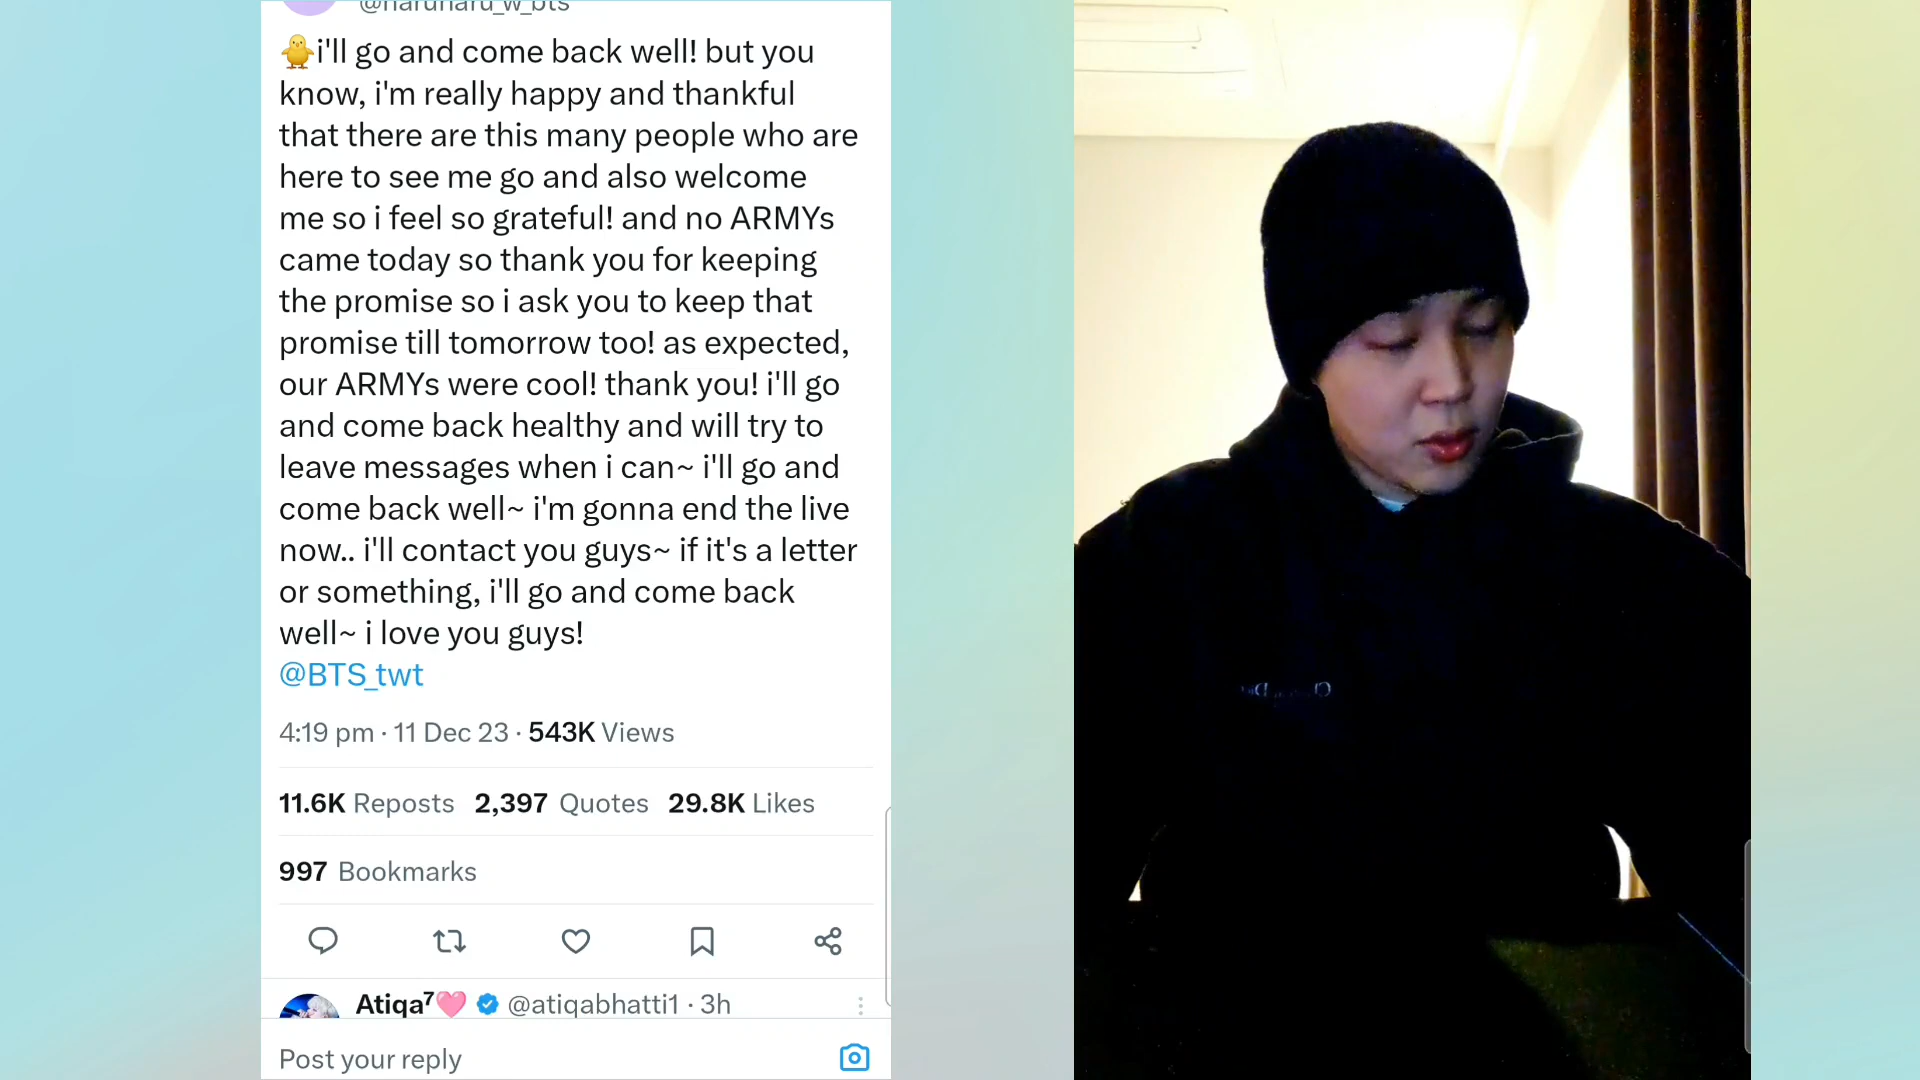 @haruharu_w_bts
🐥i'll go and come back well! but you
know, i'm really happy and thankful
that there are this many people who are
here to see me go and also welcome
me so i feel so grateful! and no ARMYs
came today so thank you for keeping
the promise so i ask you to keep that
promise till tomorrow too! as expected,
our ARMYs were cool! thank you! i'll go
and come back healthy and will try to
leave messages when i can~ i'll go and
come back well~ i'm gonna end the live
now.. i'll contact you guys~ if it's a letter
or something, i'll go and come back
well~ i love you guys!
@BTS_twt
4:19 pm · 11 Dec 23 · 543K Views
11.6K Reposts 2,397 Quotes 29.8K Likes
997 Bookmarks
Atiqa⁷🩷 @atiqabhatti1 · 3h
Post your reply